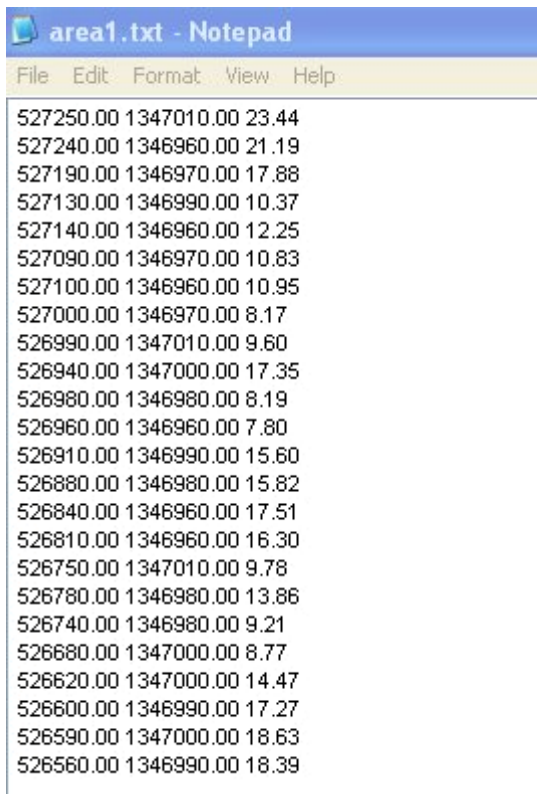 area1.txt - Notepad
File Edit Format View Help
527250.00 1347010.00 23.44
527240.00 1346960.00 21.19
527190.00 1346970.00 17.88
527130.00 1346990.00 10.37
527140.00 1346960.00 12.25
527090.00 1346970.00 10.83
527100.00 1346960.00 10.95
527000.00 1346970.00 8.17
526990.00 1347010.00 9.60
526940.00 1347000.00 17.35
526980.00 1346980.00 8.19
526960.00 1346960.00 7.80
526910.00 1346990.00 15.60
526880.00 1346980.00 15.82
526840.00 1346960.00 17.51
526810.00 1346960.00 16.30
526750.00 1347010.00 9.78
526780.00 1346980.00 13.86
526740.00 1346980.00 9.21
526680.00 1347000.00 8.77
526620.00 1347000.00 14.47
526600.00 1346990.00 17.27
526590.00 1347000.00 18.63
526560.00 1346990.00 18.39